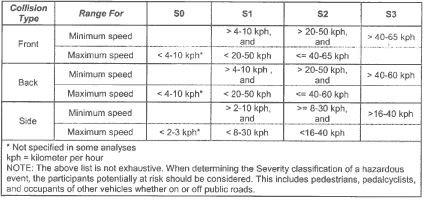 Collision Type Range For S0 S1 S2 S3
Front Minimum speed > 4-10 kph, and > 20-50 kph, and > 40-65 kph
Maximum speed < 4-10 kph* < 20-50 kph <= 40-65 kph
Back Minimum speed > 4-10 kph , and > 20-50 kph, and > 40-60 kph
Maximum speed < 4-10 kph* < 20-50 kph <= 40-60 kph
Side Minimum speed > 2-10 kph, and >= 8-30 kph, and >16-40 kph
Maximum speed < 2-3 kph* < 8-30 kph <16-40 kph
* Not specified in some analyses
kph = kilometer per hour
NOTE: The above list is not exhaustive. When determining the Severity classification of a hazardous
event, the participants potentially at risk should be considered. This includes pedestrians, pedalcyclists,
and occupants of other vehicles whether on or off public roads.